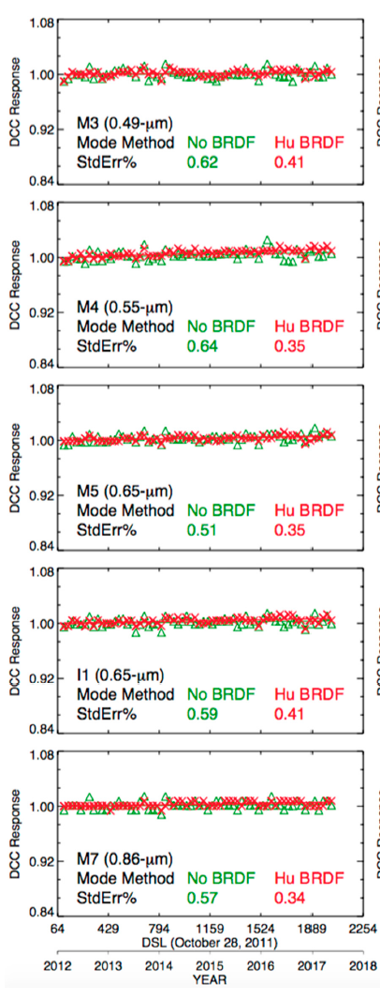 1.08
1.00
0.92
0.84
DCC Response
M3 (0.49-μm)
Mode Method No BRDF Hu BRDF
StdErr% 0.62 0.41
1.08
1.00
0.92
0.84
DCC Response
M4 (0.55-μm)
Mode Method No BRDF Hu BRDF
StdErr% 0.64 0.35
1.08
1.00
0.92
0.84
DCC Response
M5 (0.65-μm)
Mode Method No BRDF Hu BRDF
StdErr% 0.51 0.35
1.08
1.00
0.92
0.84
DCC Response
I1 (0.65-μm)
Mode Method No BRDF Hu BRDF
StdErr% 0.59 0.41
1.08
1.00
0.92
0.84
DCC Response
M7 (0.86-μm)
Mode Method No BRDF Hu BRDF
StdErr% 0.57 0.34
64 429 794 1159 1524 1889 2254
DSL (October 28, 2011)
2012 2013 2014 2015 2016 2017 2018
YEAR